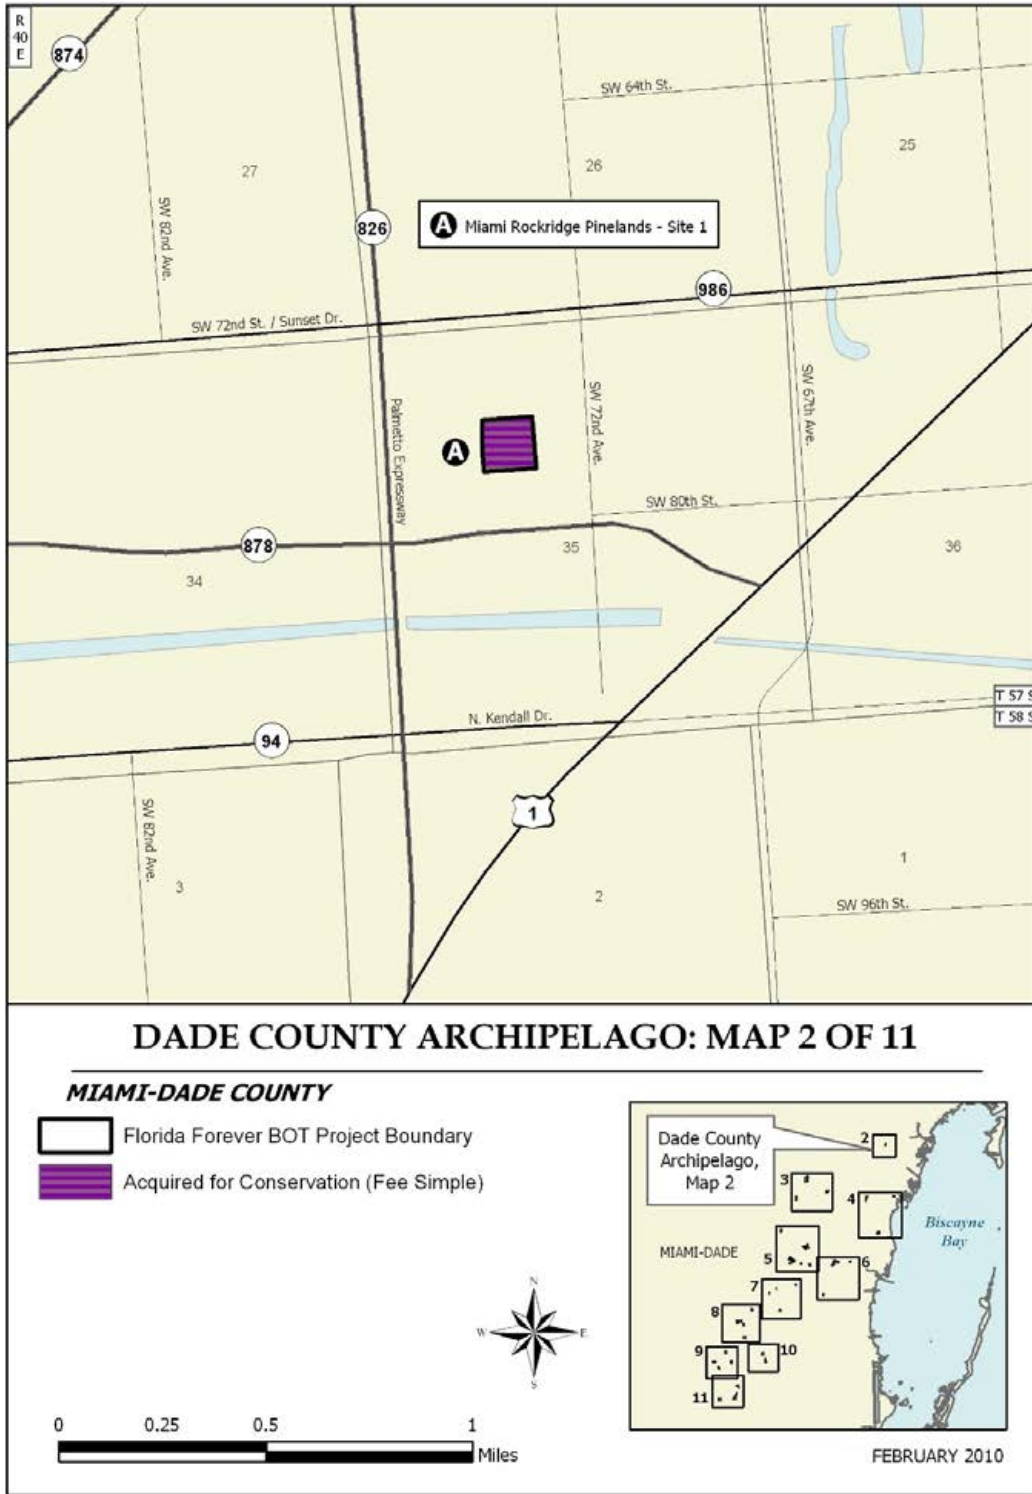 R
40
E
874
SW 64th St.
27
26
25
SW 82nd Ave.
826
A Miami Rockridge Pinelands - Site 1
986
SW 72nd St. / Sunset Dr.
Palmetto Expressway
SW 72nd Ave.
SW 67th Ave.
A
SW 80th St.
878
34
35
36
T 57 S
T 58 S
N. Kendall Dr.
94
SW 82nd Ave.
1
3
2
1
SW 96th St.
DADE COUNTY ARCHIPELAGO: MAP 2 OF 11
MIAMI-DADE COUNTY
Florida Forever BOT Project Boundary
Acquired for Conservation (Fee Simple)
N
W
E
S
0 0.25 0.5 1
Miles
Dade County
Archipelago,
Map 2
2
3
4
Biscayne
Bay
MIAMI-DADE
5
6
7
8
9
10
11
FEBRUARY 2010